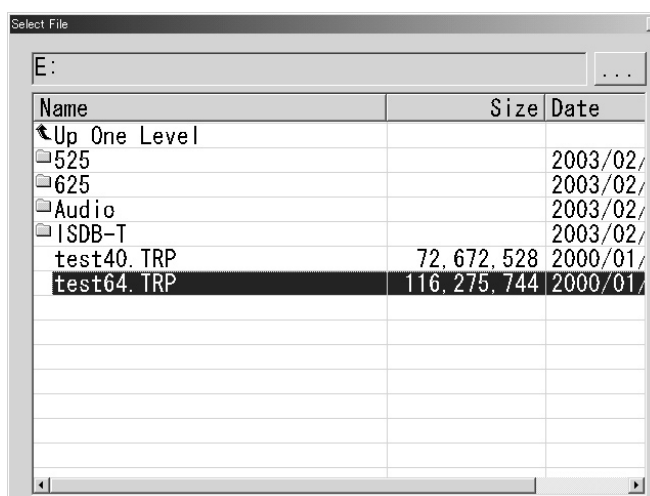 Select File
E:
...
Name Size Date
Up One Level
525 2003/02/
625 2003/02/
Audio 2003/02/
ISDB-T 2003/02/
test40.TRP 72,672,528 2000/01/
test64.TRP 116,275,744 2000/01/